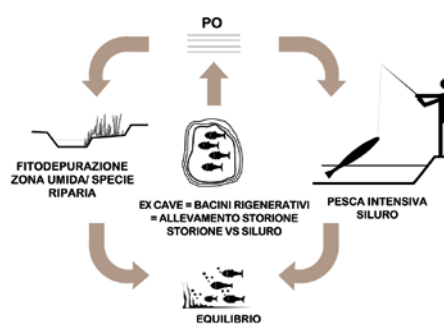 PO
FITODEPURAZIONE
ZONA UMIDA/ SPECIE
RIPARIA
EX CAVE = BACINI RIGENERATIVI
= ALLEVAMENTO STORIONE
STORIONE VS SILURO
PESCA INTENSIVA
SILURO
EQUILIBRIO